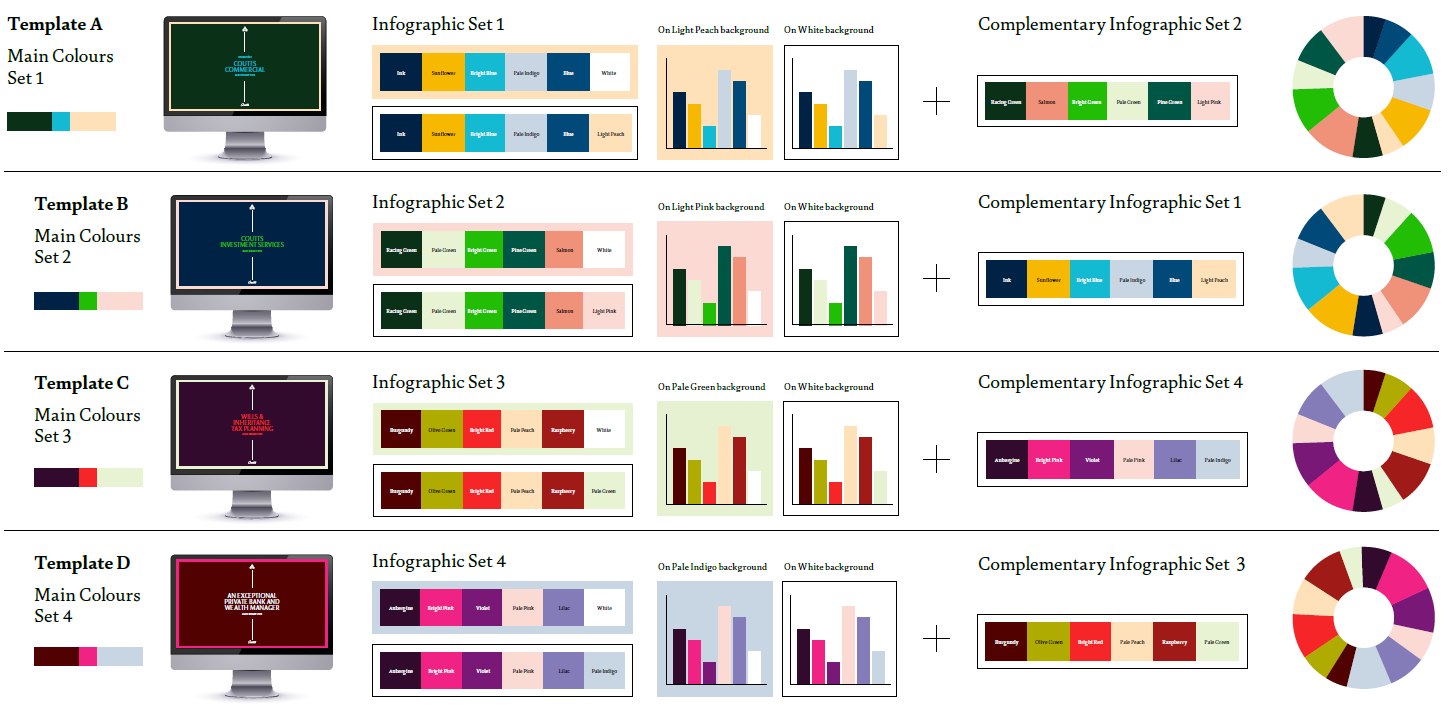 Template A
Main Colours
Set 1
COUTTS
COMMERCIAL
Coutts
Infographic Set 1
Ink Sunflower Bright Blue Pale Indigo Blue White
Ink Sunflower Bright Blue Pale Indigo Blue Light Peach
On Light Peach background
On White background
Complementary Infographic Set 2
Racing Green Salmon Bright Green Pale Green Pine Green Light Pink
Template B
Main Colours
Set 2
COUTTS
INVESTMENT SERVICES
Coutts
Infographic Set 2
Racing Green Pale Green Bright Green Pine Green Salmon White
Racing Green Pale Green Bright Green Pine Green Salmon Light Pink
On Light Pink background
On White background
Complementary Infographic Set 1
Ink Sunflower Bright Blue Pale Indigo Blue Light Peach
Template C
Main Colours
Set 3
WILLS &
INHERITANCE
TAX PLANNING
Coutts
Infographic Set 3
Burgundy Olive Green Bright Red Pale Peach Raspberry White
Burgundy Olive Green Bright Red Pale Peach Raspberry Pale Green
On Pale Green background
On White background
Complementary Infographic Set 4
Aubergine Bright Pink Violet Pale Pink Lilac Pale Indigo
Template D
Main Colours
Set 4
AN EXCEPTIONAL
PRIVATE BANK AND
WEALTH MANAGER
Coutts
Infographic Set 4
Aubergine Bright Pink Violet Pale Pink Lilac White
Aubergine Bright Pink Violet Pale Pink Lilac Pale Indigo
On Pale Indigo background
On White background
Complementary Infographic Set 3
Burgundy Olive Green Bright Red Pale Peach Raspberry Pale Green